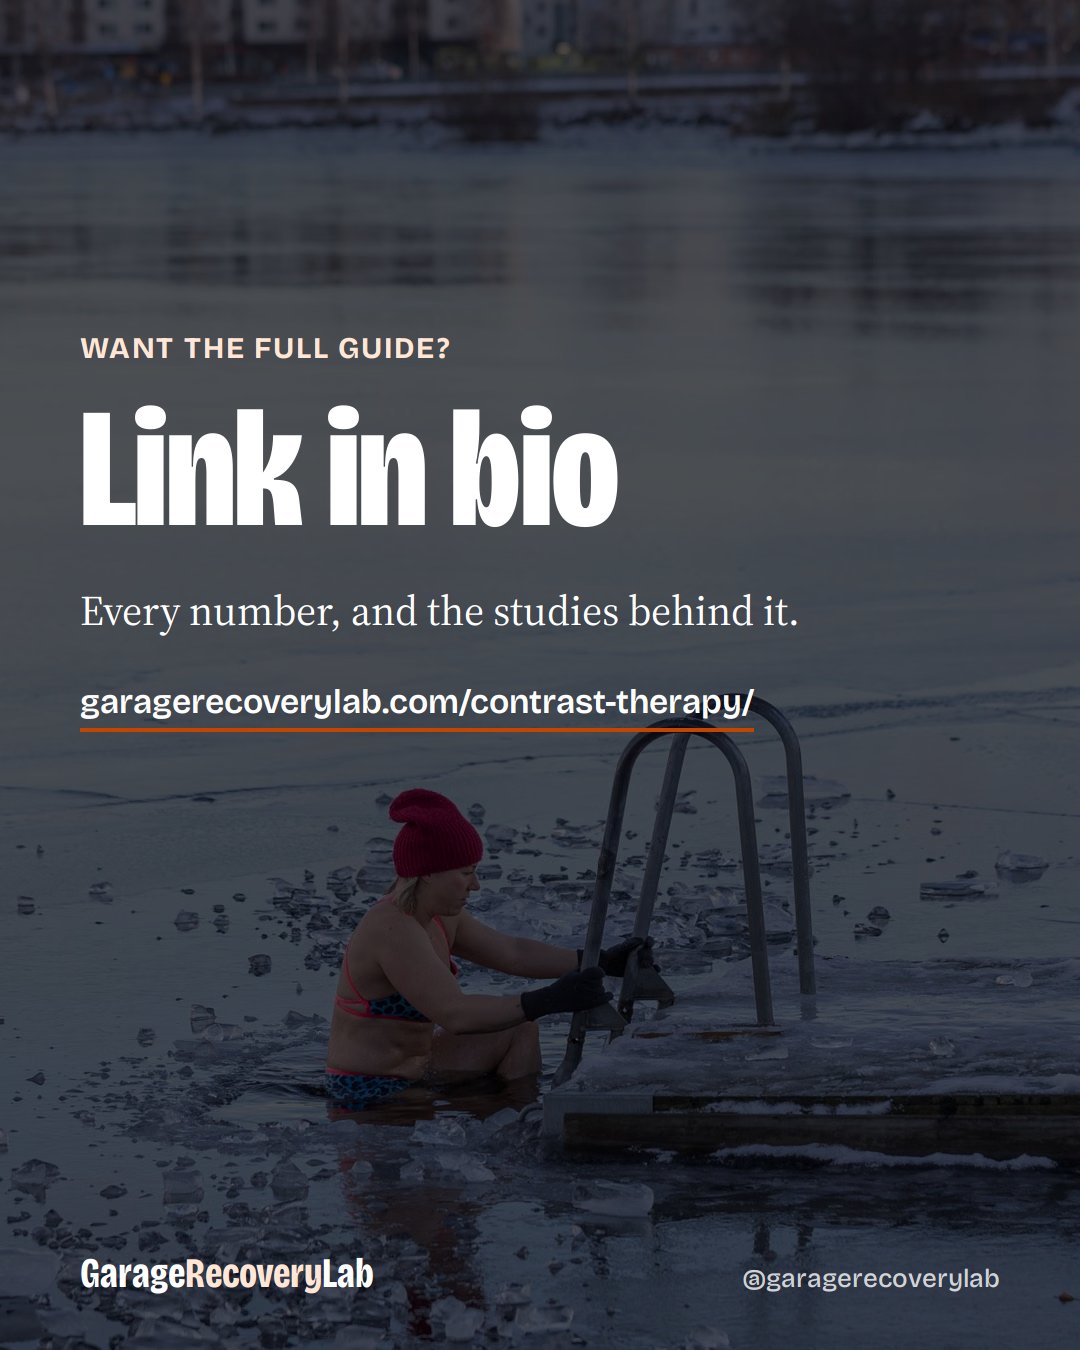 WANT THE FULL GUIDE?
Link in bio
Every number, and the studies behind it.
garagerecoverylab.com/contrast-therapy/
GarageRecoveryLab
@garagerecoverylab